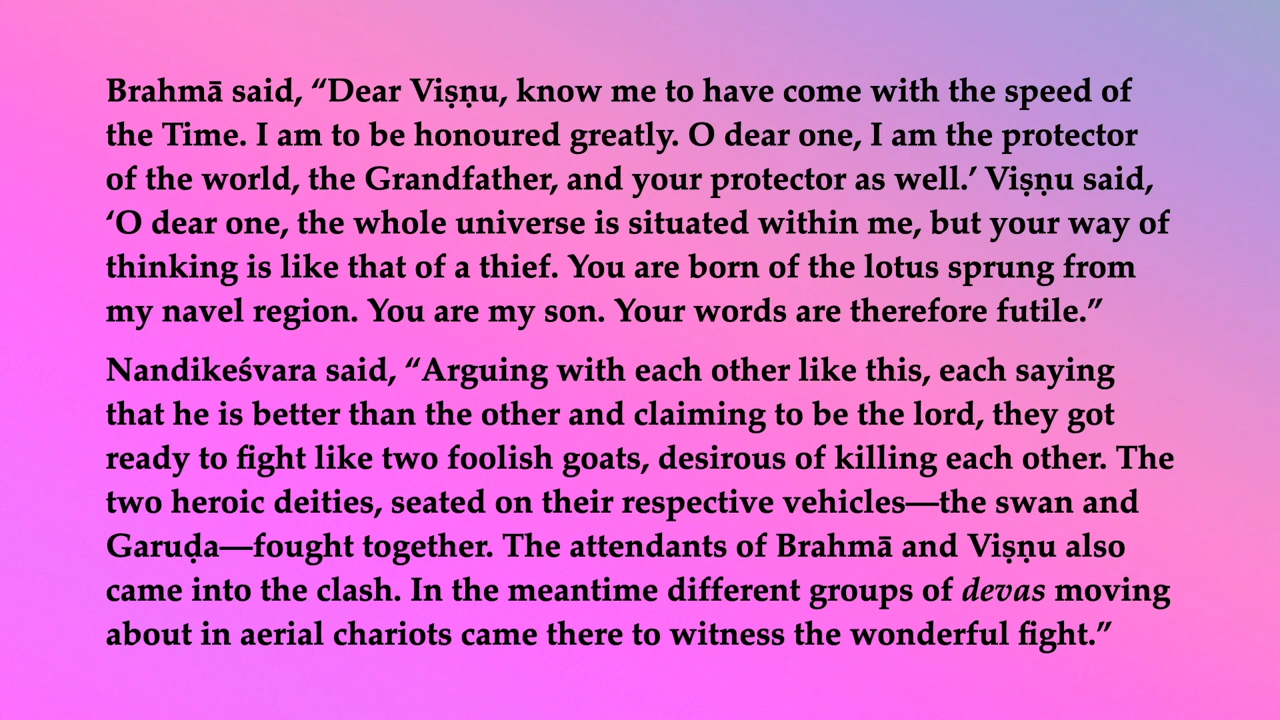 Brahmā said, “Dear Viṣṇu, know me to have come with the speed of
the Time. I am to be honoured greatly. O dear one, I am the protector
of the world, the Grandfather, and your protector as well.’ Viṣṇu said,
‘O dear one, the whole universe is situated within me, but your way of
thinking is like that of a thief. You are born of the lotus sprung from
my navel region. You are my son. Your words are therefore futile.”
Nandikeśvara said, “Arguing with each other like this, each saying
that he is better than the other and claiming to be the lord, they got
ready to fight like two foolish goats, desirous of killing each other. The
two heroic deities, seated on their respective vehicles—the swan and
Garuḍa—fought together. The attendants of Brahmā and Viṣṇu also
came into the clash. In the meantime different groups of devas moving
about in aerial chariots came there to witness the wonderful fight.”